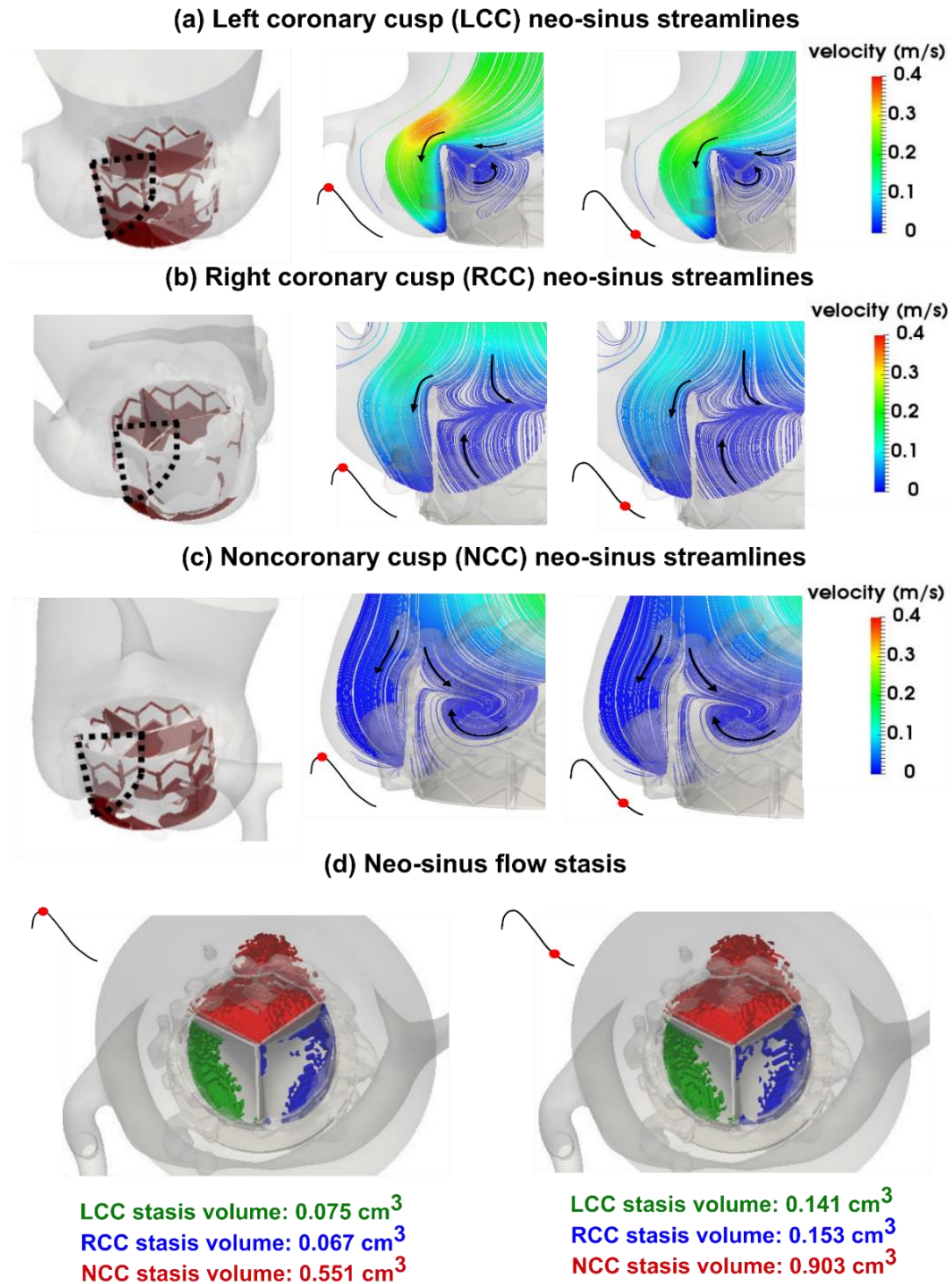 (a) Left coronary cusp (LCC) neo-sinus streamlines
velocity (m/s)
0.4
0.3
0.2
0.1
0
(b) Right coronary cusp (RCC) neo-sinus streamlines
velocity (m/s)
0.4
0.3
0.2
0.1
0
(c) Noncoronary cusp (NCC) neo-sinus streamlines
velocity (m/s)
0.4
0.3
0.2
0.1
0
(d) Neo-sinus flow stasis
LCC stasis volume: 0.075 cm³
RCC stasis volume: 0.067 cm³
NCC stasis volume: 0.551 cm³
LCC stasis volume: 0.141 cm³
RCC stasis volume: 0.153 cm³
NCC stasis volume: 0.903 cm³